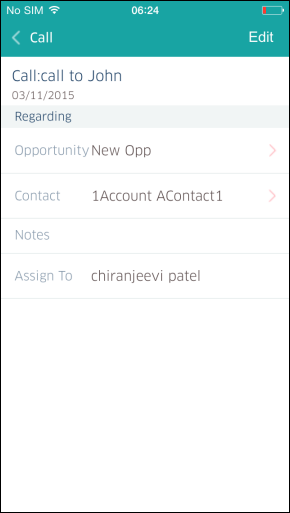 No SIM 06:24
Call Edit
Call:call to John
03/11/2015
Regarding
Opportunity New Opp
Contact 1Account AContact1
Notes
Assign To chiranjeevi patel